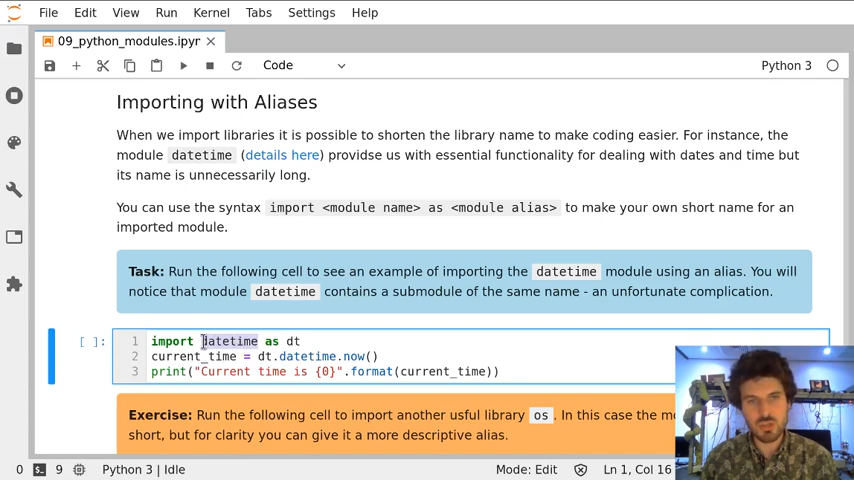 File Edit View Run Kernel Tabs Settings Help
09_python_modules.ipyr
Code
Python 3
Importing with Aliases
When we import libraries it is possible to shorten the library name to make coding easier. For instance, the
module datetime (details here) providse us with essential functionality for dealing with dates and time but
its name is unnecessarily long.
You can use the syntax import <module name> as <module alias> to make your own short name for an
imported module.
Task: Run the following cell to see an example of importing the datetime module using an alias. You will
notice that module datetime contains a submodule of the same name - an unfortunate complication.
[ ]:
1 import datetime as dt
2 current_time = dt.datetime.now()
3 print("Current time is {0}".format(current_time))
Exercise: Run the following cell to import another usful library os. In this case the mo
short, but for clarity you can give it a more descriptive alias.
0 9 Python 3 | Idle Mode: Edit Ln 1, Col 16